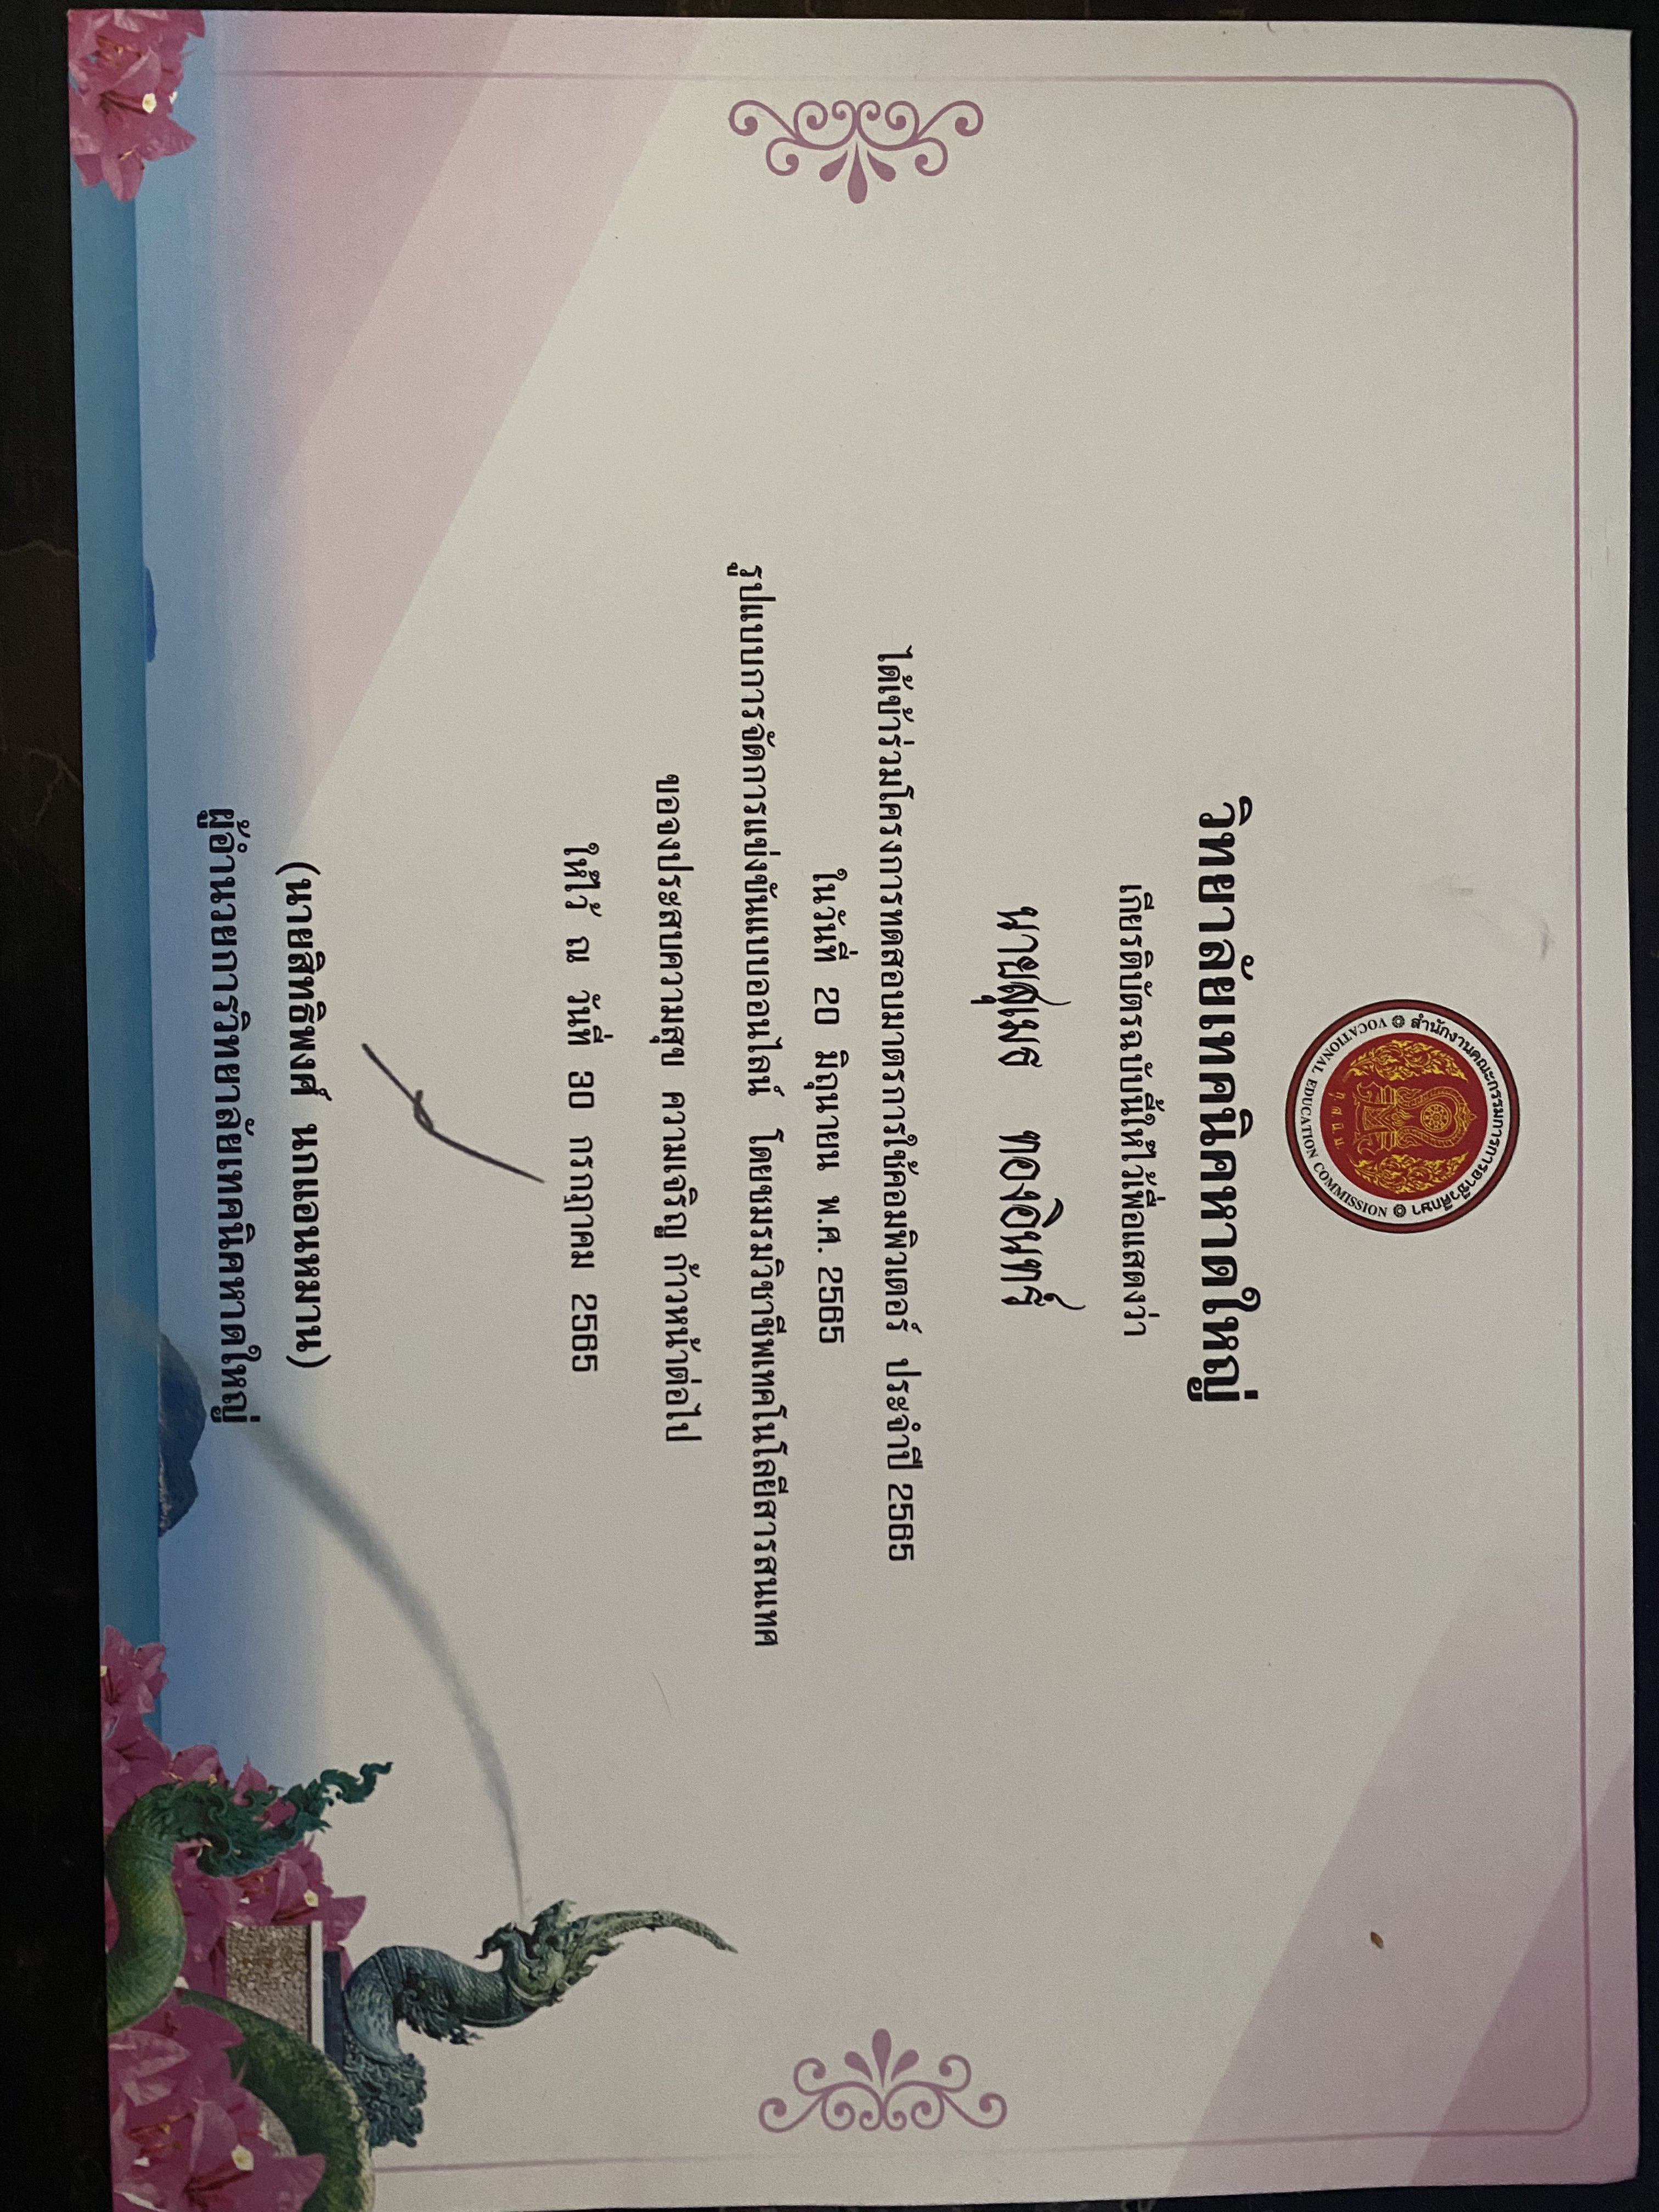 สำนักงานคณะกรรมการการอาชีวศึกษา
ทุ. ส. นิ. ม.
VOCATIONAL EDUCATION COMMISSION
วิทยาลัยเทคนิคหาดใหญ่
เกียรติบัตรฉบับนี้ให้ไว้เพื่อแสดงว่า
นายสุเมธ ทองอินทร์
ได้เข้าร่วมโครงการทดสอบมาตรการใช้คอมพิวเตอร์ ประจำปี 2565
ในวันที่ 20 มิถุนายน พ.ศ. 2565
รูปแบบการจัดการแข่งขันแบบออนไลน์ โดยชมรมวิชาชีพเทคโนโลยีสารสนเทศ
ขอจงประสบความสุข ความเจริญ ก้าวหน้าต่อไป
ให้ไว้ ณ วันที่ 30 กรกฎาคม 2565
(นายสิทธิพงศ์ นกแอนหมาน)
ผู้อำนวยการวิทยาลัยเทคนิคหาดใหญ่